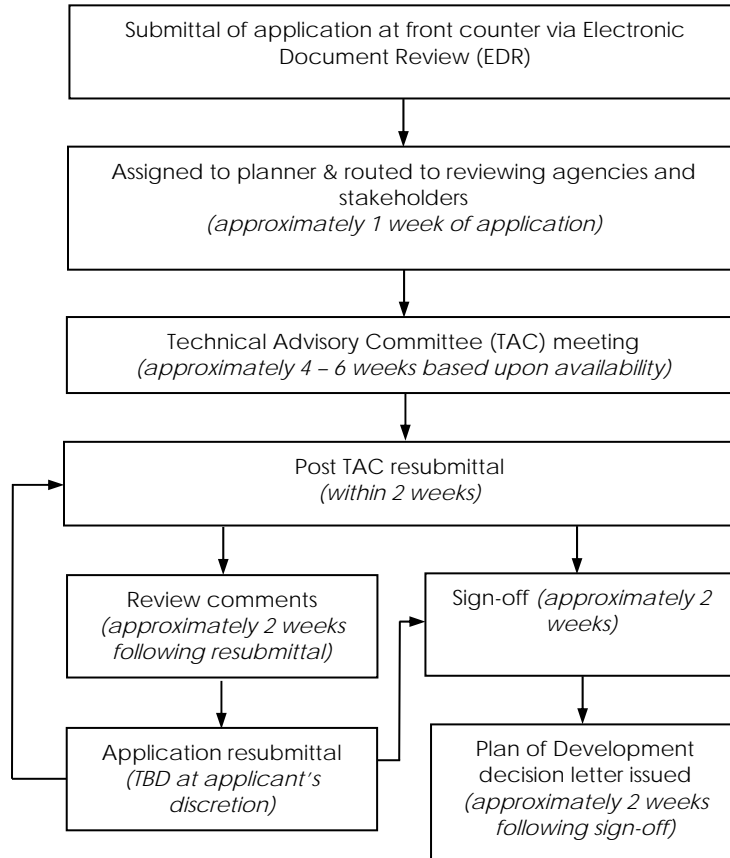 Submittal of application at front counter via Electronic
Document Review (EDR)
Assigned to planner & routed to reviewing agencies and
stakeholders
(approximately 1 week of application)
Technical Advisory Committee (TAC) meeting
(approximately 4 – 6 weeks based upon availability)
Post TAC resubmittal
(within 2 weeks)
Review comments
(approximately 2 weeks
following resubmittal)
Sign-off (approximately 2
weeks)
Application resubmittal
(TBD at applicant's
discretion)
Plan of Development
decision letter issued
(approximately 2 weeks
following sign-off)